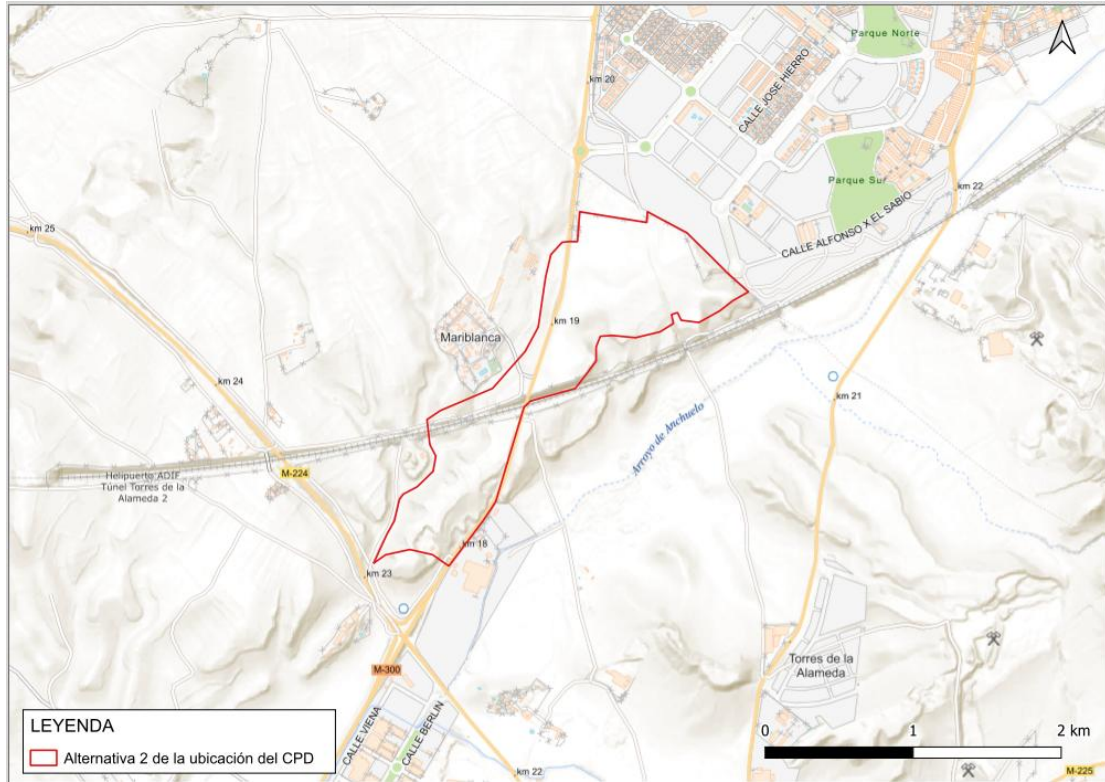 Parque Norte
km 20
CALLE JOSE HIERRO
Parque Sur
km 22
CALLE ALFONSO X EL SABIO
km 25
km 19
Mariblanca
km 24
km 21
Arroyo de Anchuelo
M-224
Helipuerto ADIF
Túnel Torres de la
Alameda 2
km 18
km 23
Torres de la
Alameda
M-300
CALLE VIENA
CALLE BERLIN
km 22
M-225
LEYENDA
Alternativa 2 de la ubicación del CPD
0 1 2 km